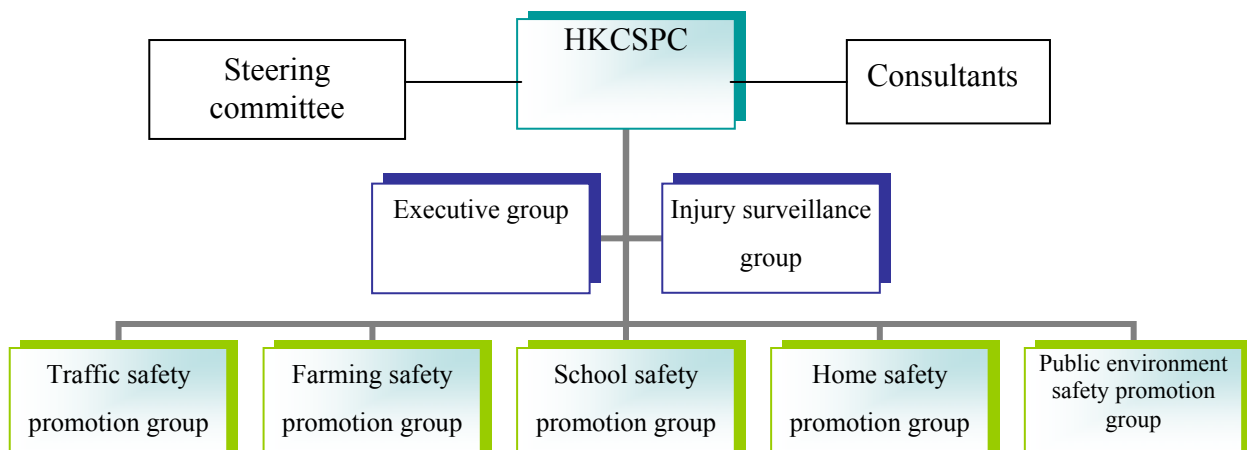 HKCSPC
Steering
committee
Consultants
Executive group
Injury surveillance
group
Traffic safety
promotion group
Farming safety
promotion group
School safety
promotion group
Home safety
promotion group
Public environment
safety promotion
group